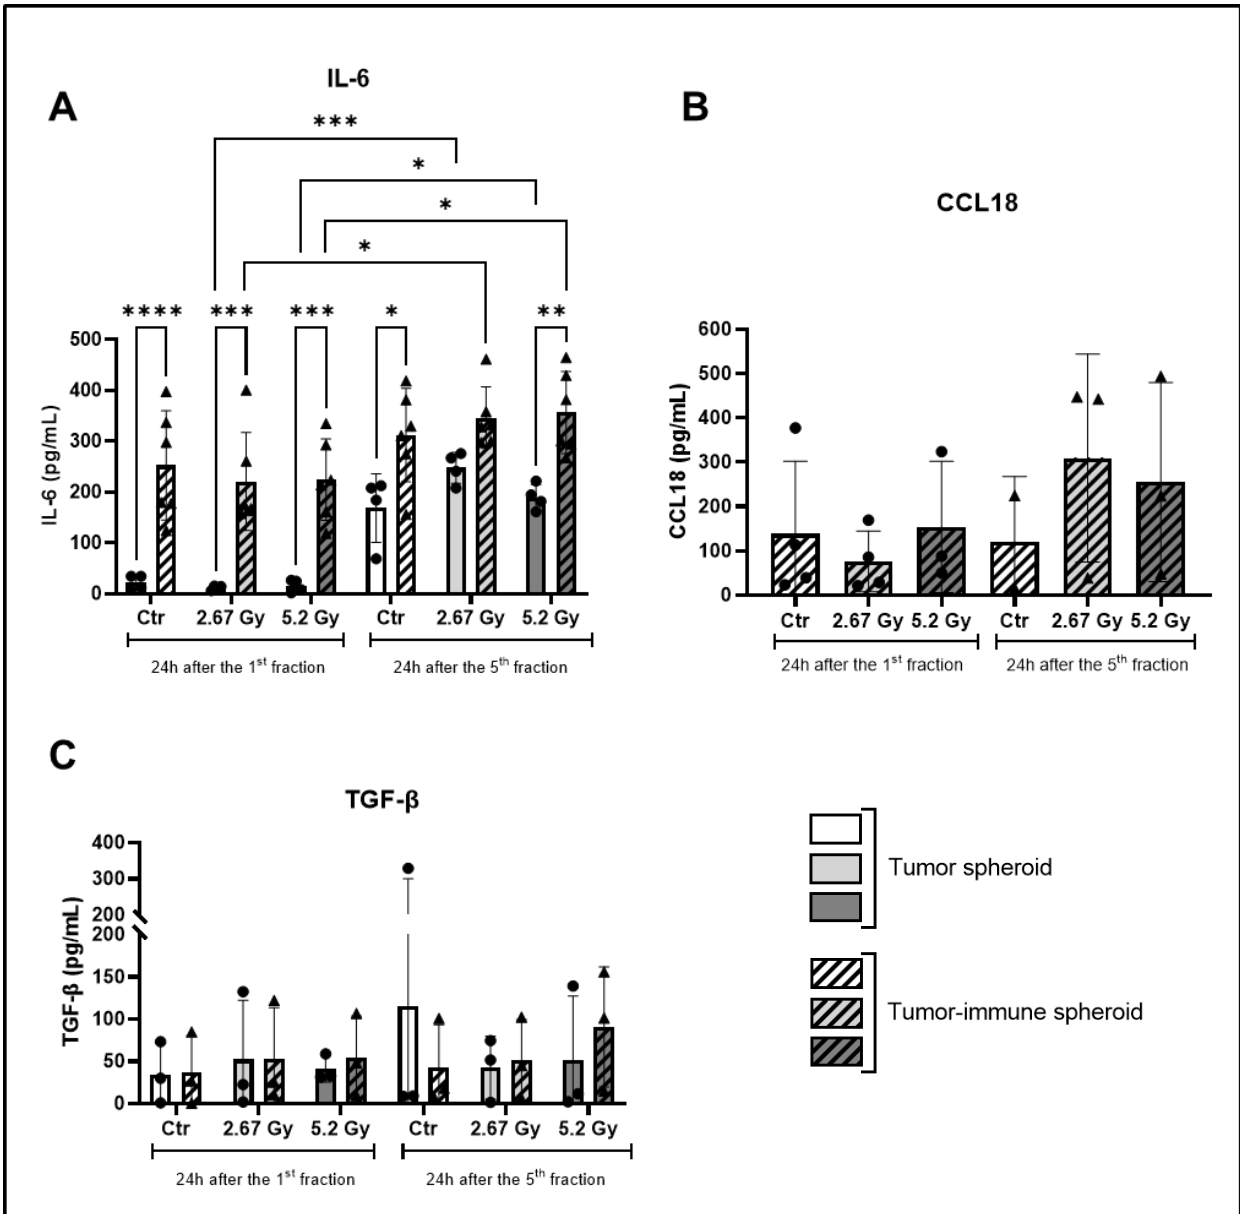 A
IL-6
***
*
*
*
**** *** *** * **
IL-6 (pg/mL)
500
400
300
200
100
0
Ctr 2.67 Gy 5.2 Gy Ctr 2.67 Gy 5.2 Gy
24h after the 1st fraction 24h after the 5th fraction
B
CCL18
CCL18 (pg/mL)
600
500
400
300
200
100
0
Ctr 2.67 Gy 5.2 Gy Ctr 2.67 Gy 5.2 Gy
24h after the 1st fraction 24h after the 5th fraction
C
TGF-β
TGF-β (pg/mL)
400
300
200
200
150
100
50
0
Ctr 2.67 Gy 5.2 Gy Ctr 2.67 Gy 5.2 Gy
24h after the 1st fraction 24h after the 5th fraction
Tumor spheroid
Tumor-immune spheroid